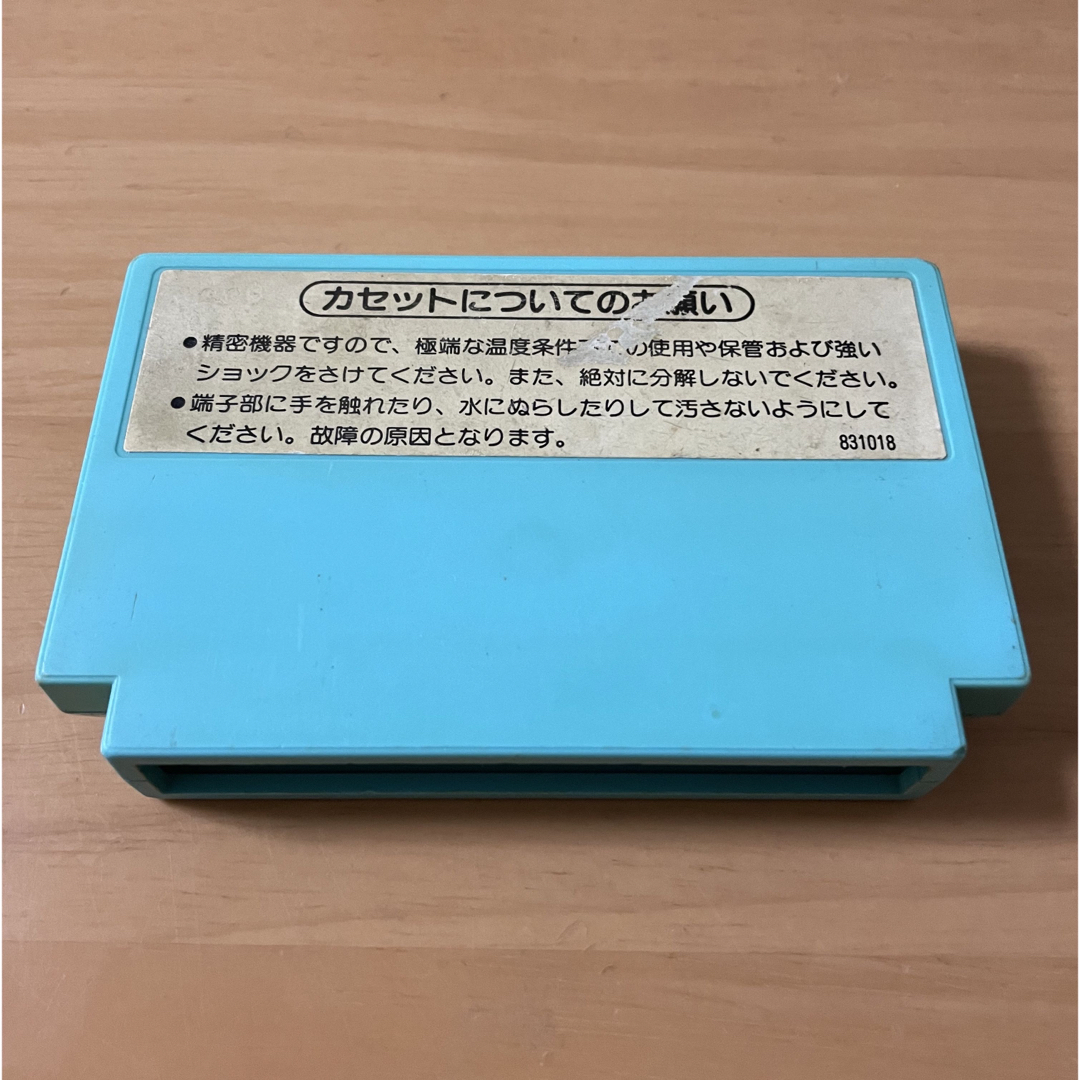 カセットについてのお願い
●精密機器ですので、極端な温度条件 の使用や保管および強い
ショックをさけてください。また、絶対に分解しないでください。
●端子部に手を触れたり、水にぬらしたりして汚さないようにして
ください。故障の原因となります。
831018